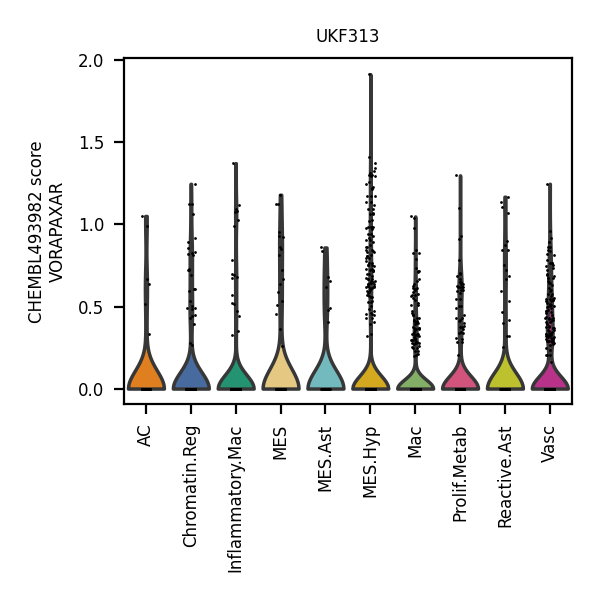 UKF313
CHEMBL493982 score
VORAPAXAR
2.0
1.5
1.0
0.5
0.0
AC
Chromatin.Reg
Inflammatory.Mac
MES
MES.Ast
MES.Hyp
Mac
Prolif.Metab
Reactive.Ast
Vasc